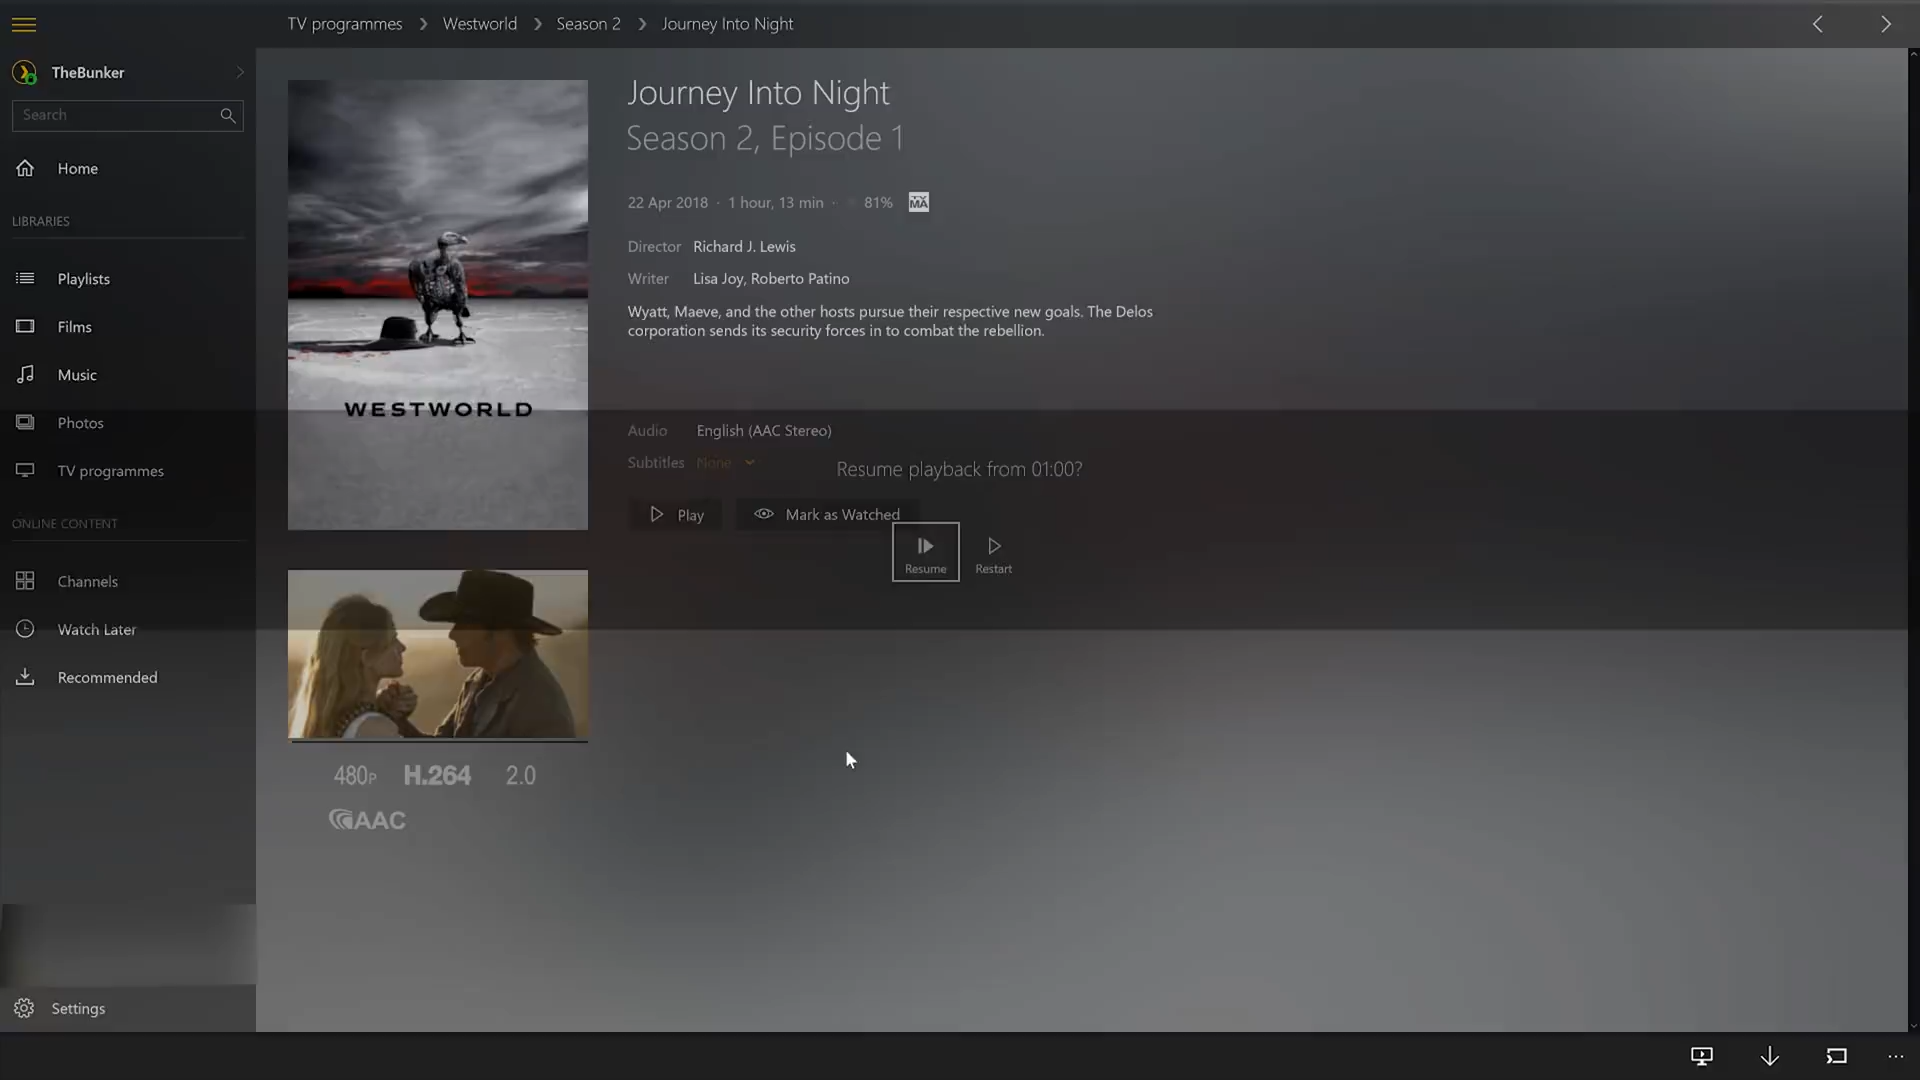 TV programmes > Westworld > Season 2 > Journey Into Night
TheBunker
Search
Home
LIBRARIES
Playlists
Films
Music
Photos
TV programmes
ONLINE CONTENT
Channels
Watch Later
Recommended
Settings
WESTWORLD
480P H.264 2.0
AAC
Journey Into Night
Season 2, Episode 1
22 Apr 2018 · 1 hour, 13 min · 81% TV MA
Director Richard J. Lewis
Writer Lisa Joy, Roberto Patino
Wyatt, Maeve, and the other hosts pursue their respective new goals. The Delos
corporation sends its security forces in to combat the rebellion.
Audio English (AAC Stereo)
Subtitles None
Resume playback from 01:00?
Play Mark as Watched
Resume Restart